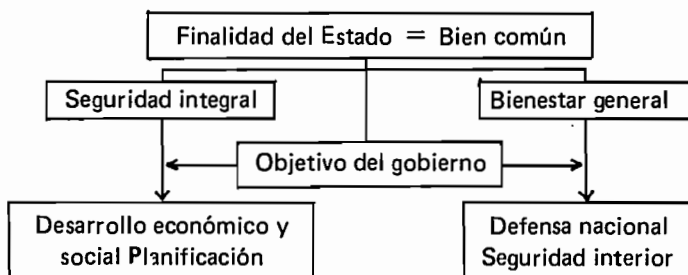 Finalidad del Estado = Bien común
Seguridad integral
Bienestar general
Objetivo del gobierno
Desarrollo económico y
social Planificación
Defensa nacional
Seguridad interior